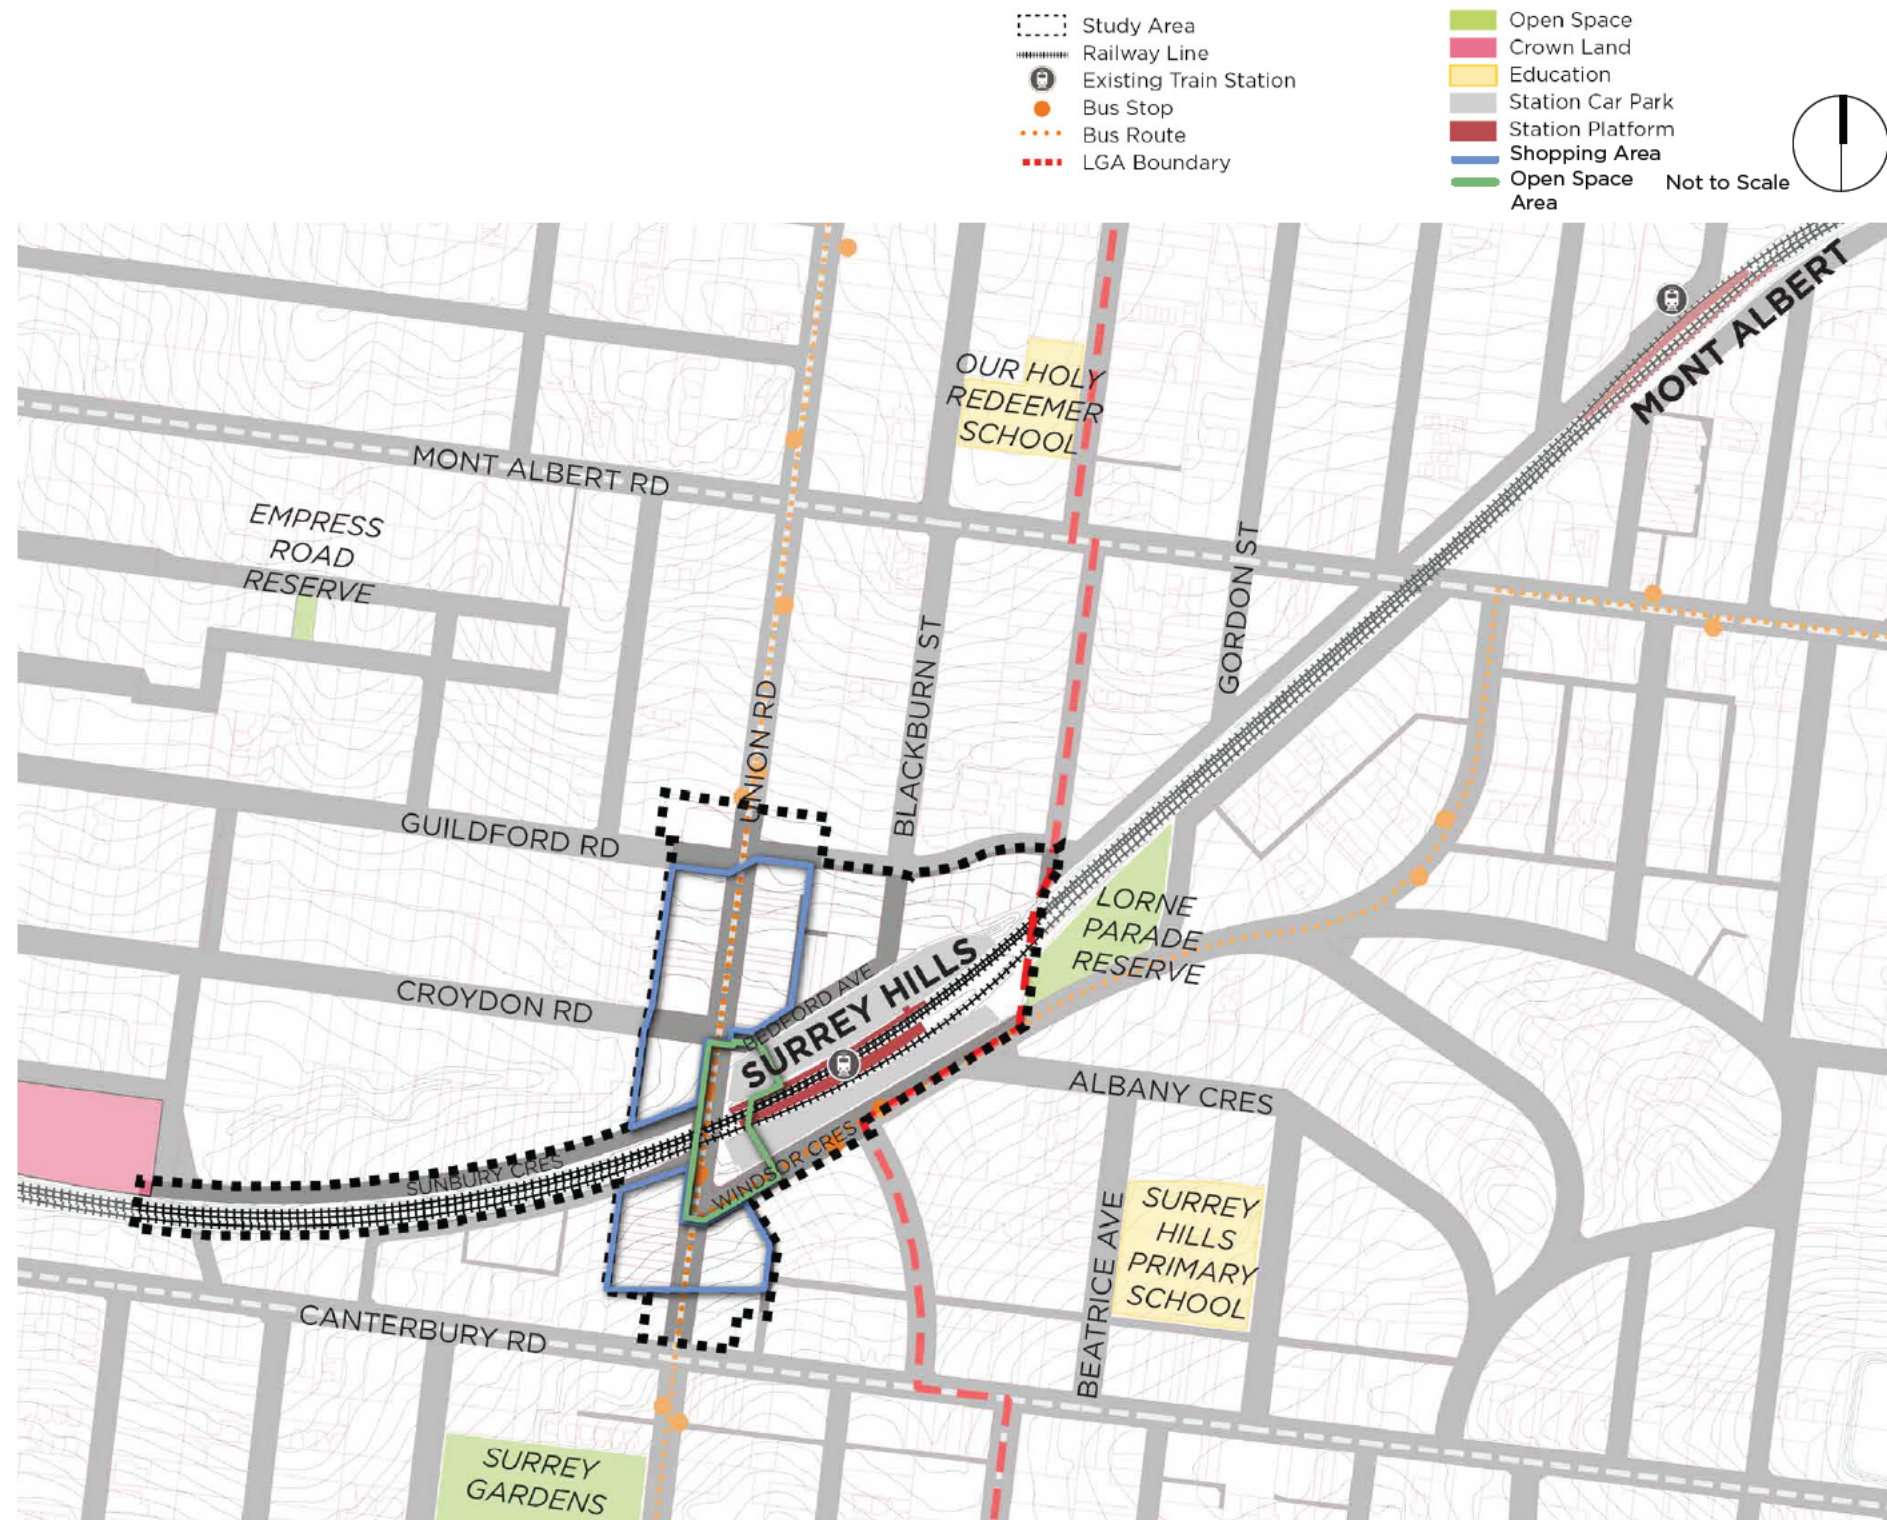 Study Area
Railway Line
Existing Train Station
Bus Stop
Bus Route
LGA Boundary
Open Space
Crown Land
Education
Station Car Park
Station Platform
Shopping Area
Open Space
Area
Not to Scale
MONT ALBERT
OUR HOLY
REDEEMER
SCHOOL
MONT ALBERT RD
EMPRESS
ROAD
RESERVE
GORDON ST
BLACKBURN ST
UNION RD
GUILDFORD RD
LORNE
PARADE
RESERVE
CROYDON RD
BEDFORD AVE
SURREY HILLS
ALBANY CRES
SUNBURY CRES
WINDSOR CRES
BEATRICE AVE
SURREY
HILLS
PRIMARY
SCHOOL
CANTERBURY RD
SURREY
GARDENS